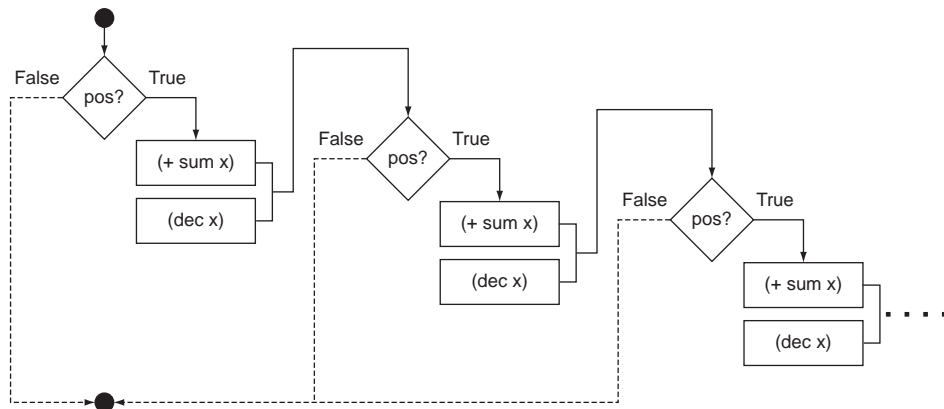 False
True
pos?
(+ sum x)
(dec x)
False
True
pos?
(+ sum x)
(dec x)
False
True
pos?
(+ sum x)
(dec x)